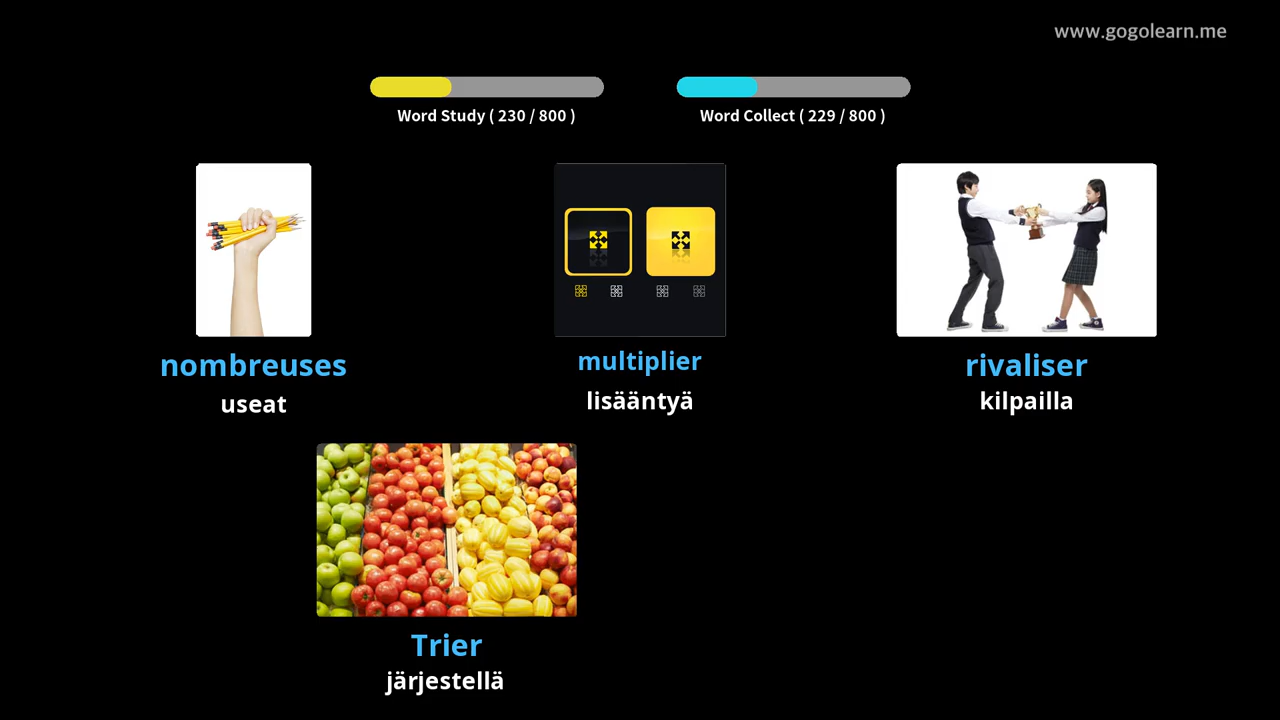 www.gogolearn.me
Word Study ( 230 / 800 )
Word Collect ( 229 / 800 )
nombreuses
useat
multiplier
lisääntyä
rivaliser
kilpailla
Trier
järjestellä